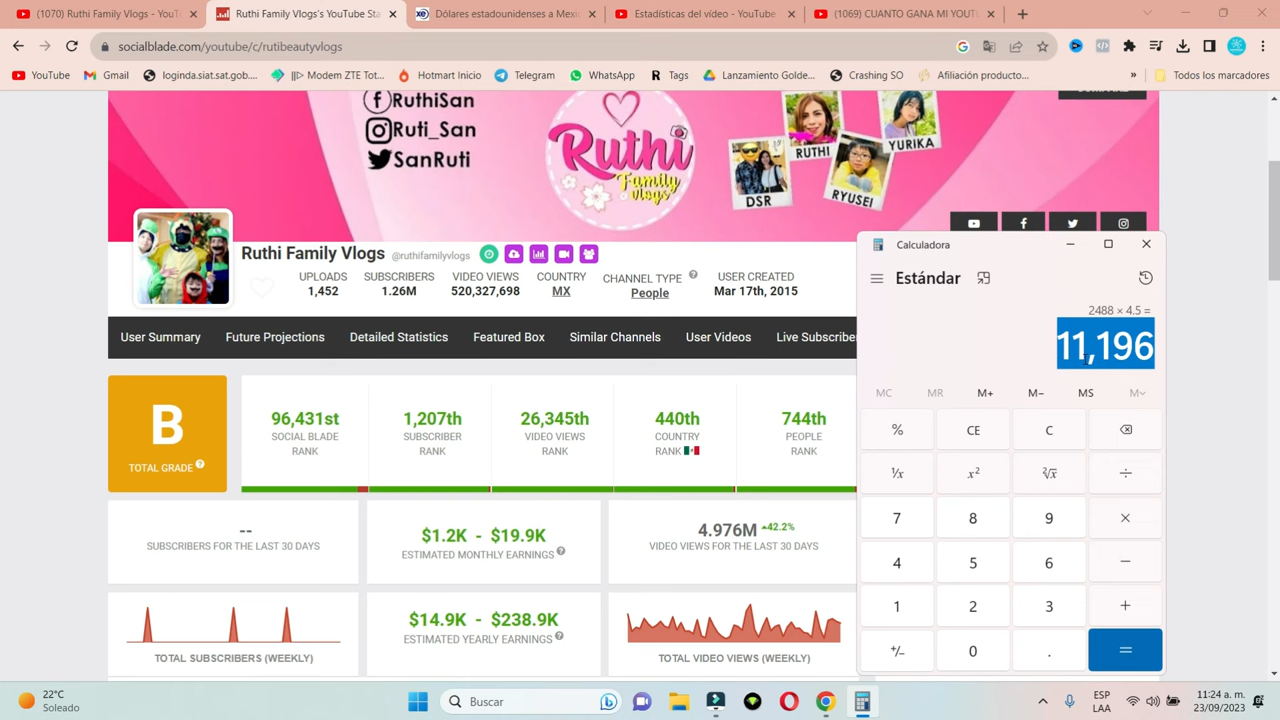 (1070) Ruti Family Vlogs - YouT
Ruthi Family Vlogs's YouTube Sta
Dólares estadounidenses a Mexi
Estadísticas del vídeo - YouTube
(1069) CUANTO GANA MI YOUT
socialblade.com/youtube/c/rutibeautyvlogs
YouTube
Gmail
loginda.siat.sat.gob....
||▷ Modem ZTE Tot...
Hotmart Inicio
Telegram
WhatsApp
Tags
Lanzamiento Golde...
Crashing SO
Afiliación producto...
»
Todos los marcadores
RuthiSan
Ruti_San
SanRuti
Ruthi
Family
vlogs
DSR
RUTHI
RYUSEI
YURIKA
Ruthi Family Vlogs @ruthifamilyvlogs
UPLOADS
1,452
SUBSCRIBERS
1.26M
VIDEO VIEWS
520,327,698
COUNTRY
MX
CHANNEL TYPE
People
USER CREATED
Mar 17th, 2015
User Summary
Future Projections
Detailed Statistics
Featured Box
Similar Channels
User Videos
Live Subscribe
B
TOTAL GRADE
96,431st
SOCIAL BLADE
RANK
1,207th
SUBSCRIBER
RANK
26,345th
VIDEO VIEWS
RANK
440th
COUNTRY
RANK
744th
PEOPLE
RANK
--
SUBSCRIBERS FOR THE LAST 30 DAYS
$1.2K - $19.9K
ESTIMATED MONTHLY EARNINGS
4.976M ▲42.2%
VIDEO VIEWS FOR THE LAST 30 DAYS
TOTAL SUBSCRIBERS (WEEKLY)
$14.9K - $238.9K
ESTIMATED YEARLY EARNINGS
TOTAL VIDEO VIEWS (WEEKLY)
Calculadora
Estándar
2488 × 4.5 =
11,196
MC MR M+ M− MS M˅
% CE C
¹/x x² ²√x ÷
7 8 9 ×
4 5 6 −
1 2 3 +
+/− 0 . =
22°C
Soleado
Buscar
ESP
LAA
11:24 a. m.
23/09/2023